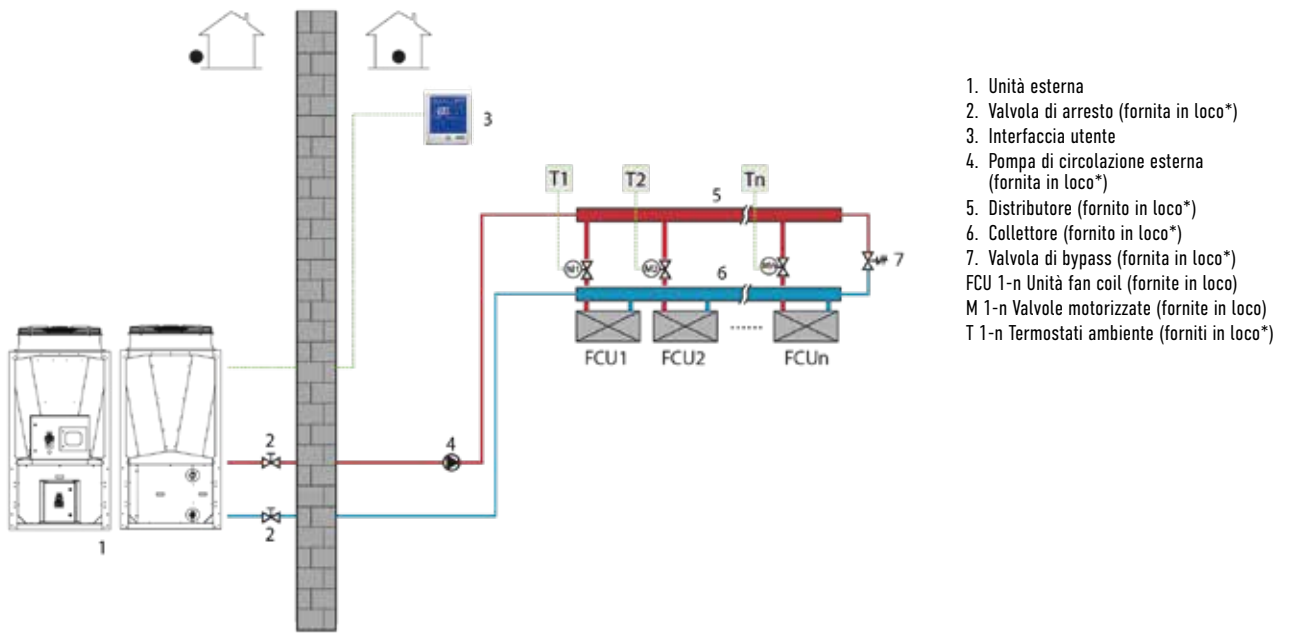 3
T1
T2
Tn
5
M1
M2
6
7
FCU1
FCU2
FCUn
2
4
2
1
1. Unità esterna
2. Valvola di arresto (fornita in loco*)
3. Interfaccia utente
4. Pompa di circolazione esterna
(fornita in loco*)
5. Distributore (fornito in loco*)
6. Collettore (fornito in loco*)
7. Valvola di bypass (fornita in loco*)
FCU 1-n Unità fan coil (fornite in loco)
M 1-n Valvole motorizzate (fornite in loco)
T 1-n Termostati ambiente (forniti in loco*)